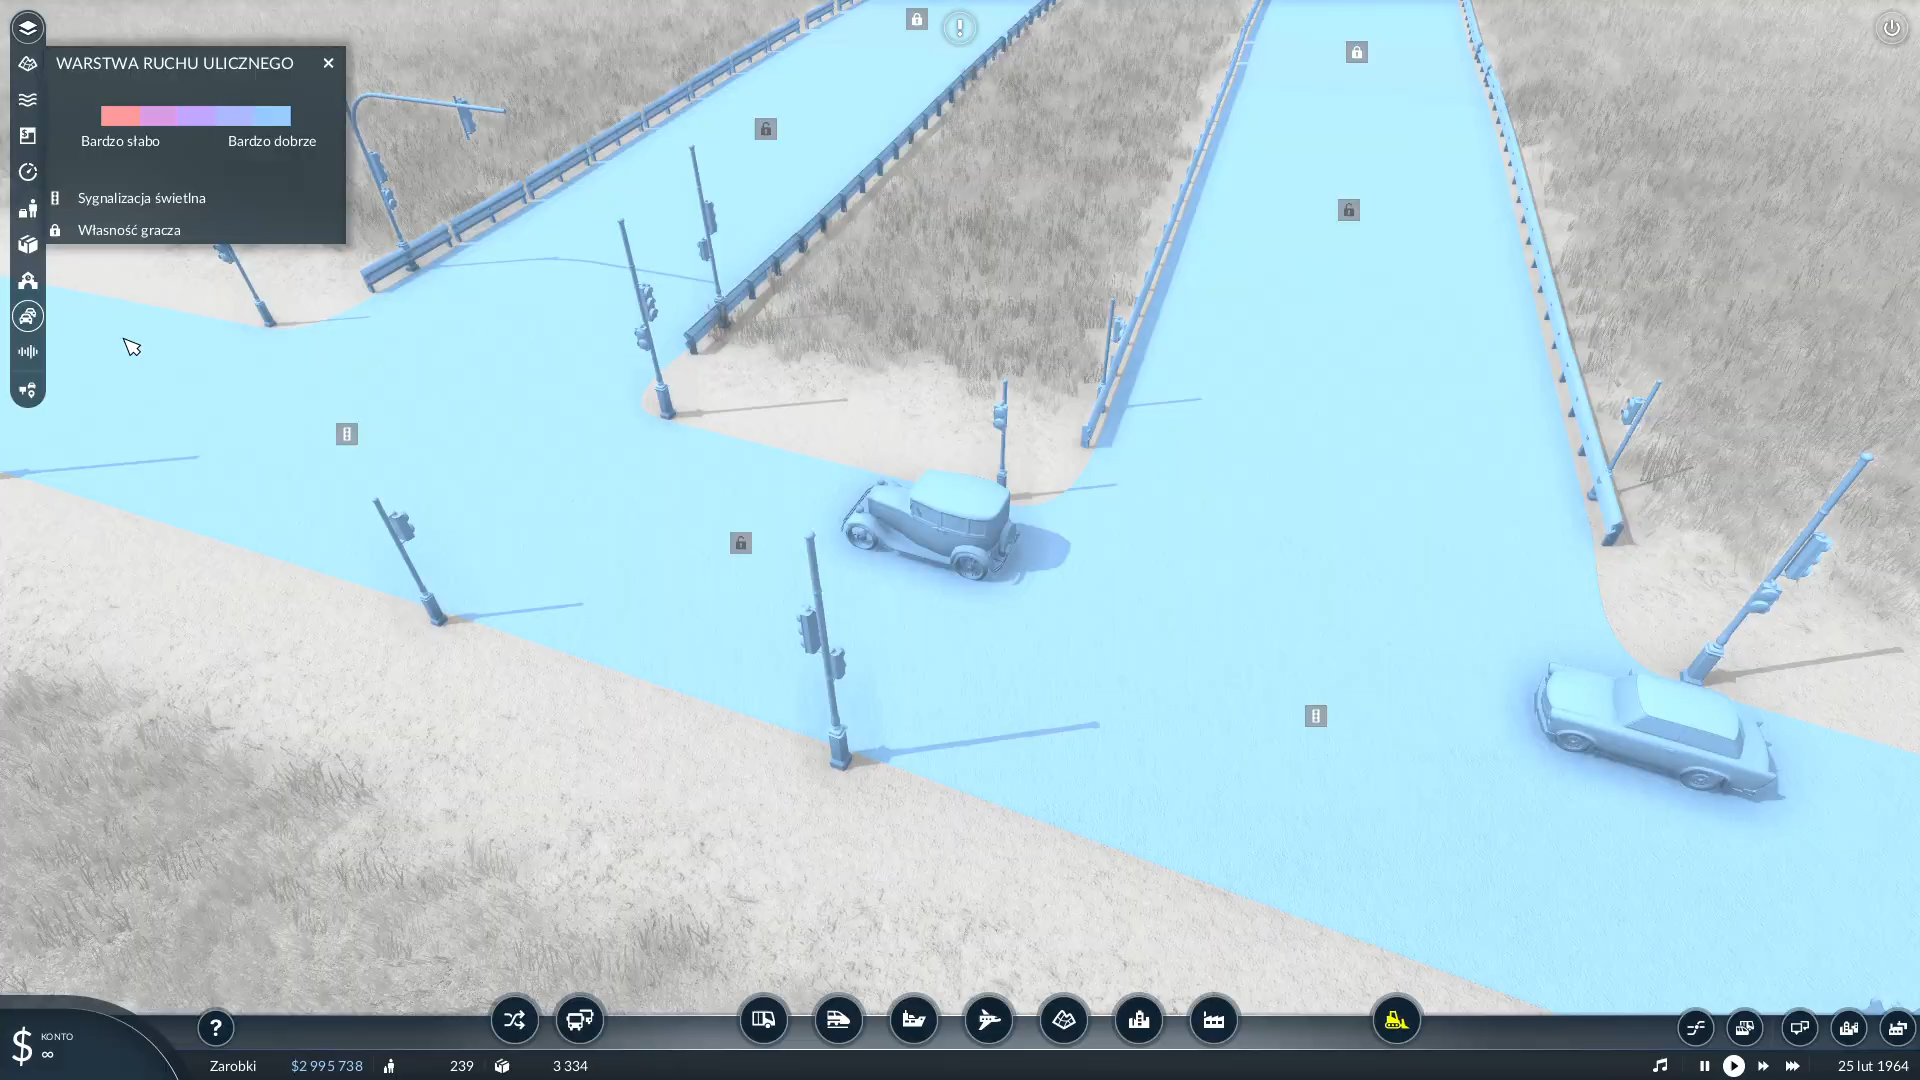 WARSTWA RUCHU ULICZNEGO
Bardzo słabo Bardzo dobrze
Sygnalizacja świetlna
Własność gracza
$ KONTO
∞
?
Zarobki $2 995 738 239 3 334 25 lut 1964